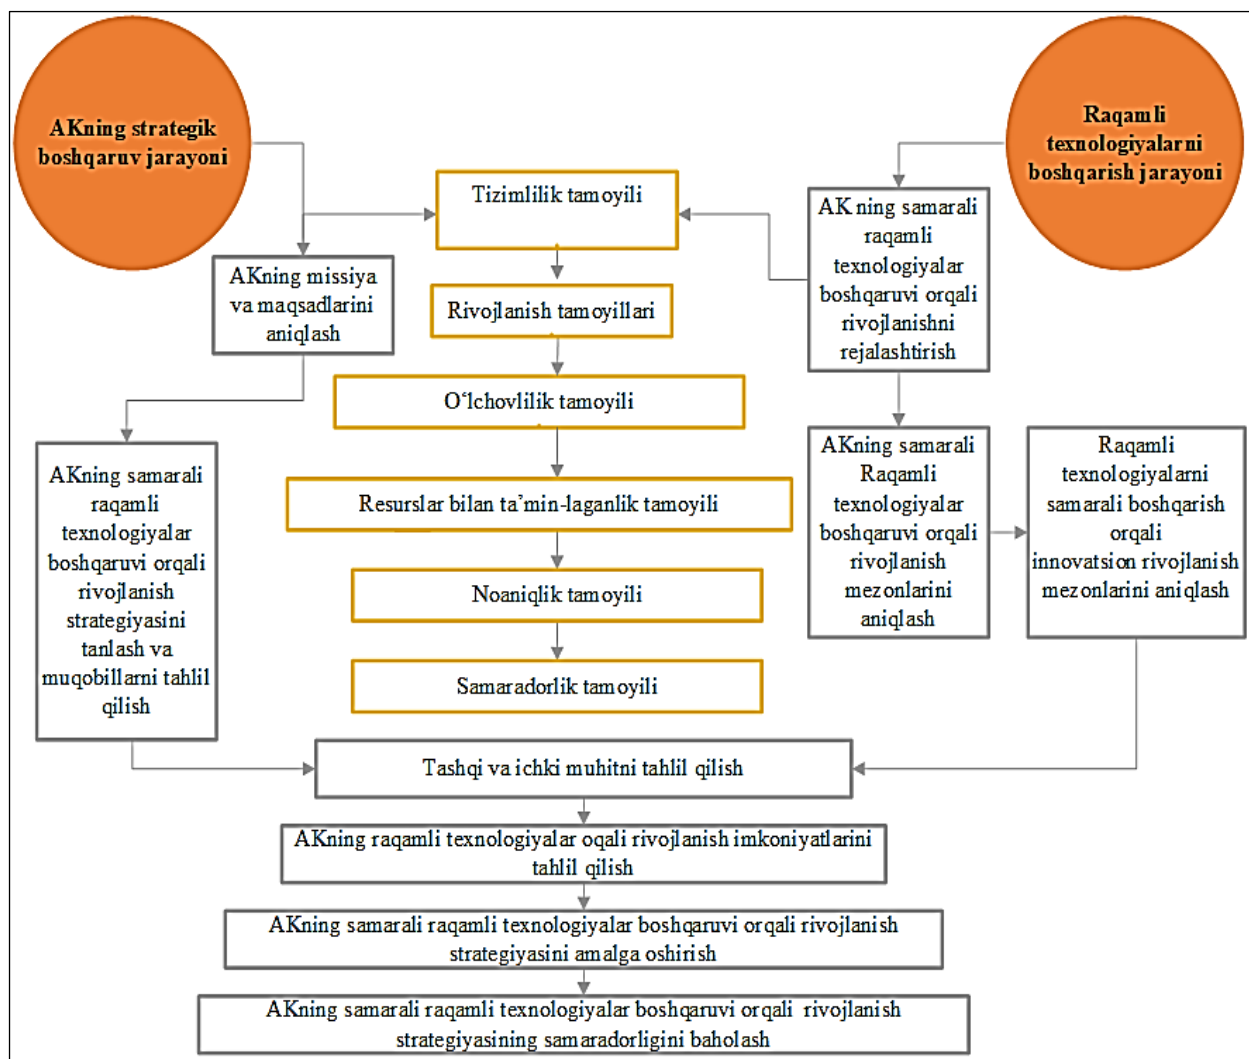 AKning strategik
boshqaruv jarayoni
Raqamli
texnologiyalarni
boshqarish jarayoni
Tizimlilik tamoyili
AK ning samarali
raqamli
texnologiyalar
boshqaruvi orqali
rivojlanishni
rejalashtirish
AKning missiya
va maqsadlarini
aniqlash
Rivojlanish tamoyillari
O‘lchovlilik tamoyili
AKning samarali
raqamli
texnologiyalar
boshqaruvi orqali
rivojlanish
strategiyasini
tanlash va
muqobillarni tahlil
qilish
Resurslar bilan ta’min-laganlik tamoyili
AKning samarali
Raqamli
texnologiyalar
boshqaruvi orqali
rivojlanish
mezonlarini
aniqlash
Raqamli
texnologiyalarni
samarali boshqarish
orqali
innovatsion rivojlanish
mezonlarini aniqlash
Noaniqlik tamoyili
Samaradorlik tamoyili
Tashqi va ichki muhitni tahlil qilish
AKning raqamli texnologiyalar oqali rivojlanish imkoniyatlarini
tahlil qilish
AKning samarali raqamli texnologiyalar boshqaruvi orqali rivojlanish
strategiyasini amalga oshirish
AKning samarali raqamli texnologiyalar boshqaruvi orqali rivojlanish
strategiyasining samaradorligini baholash